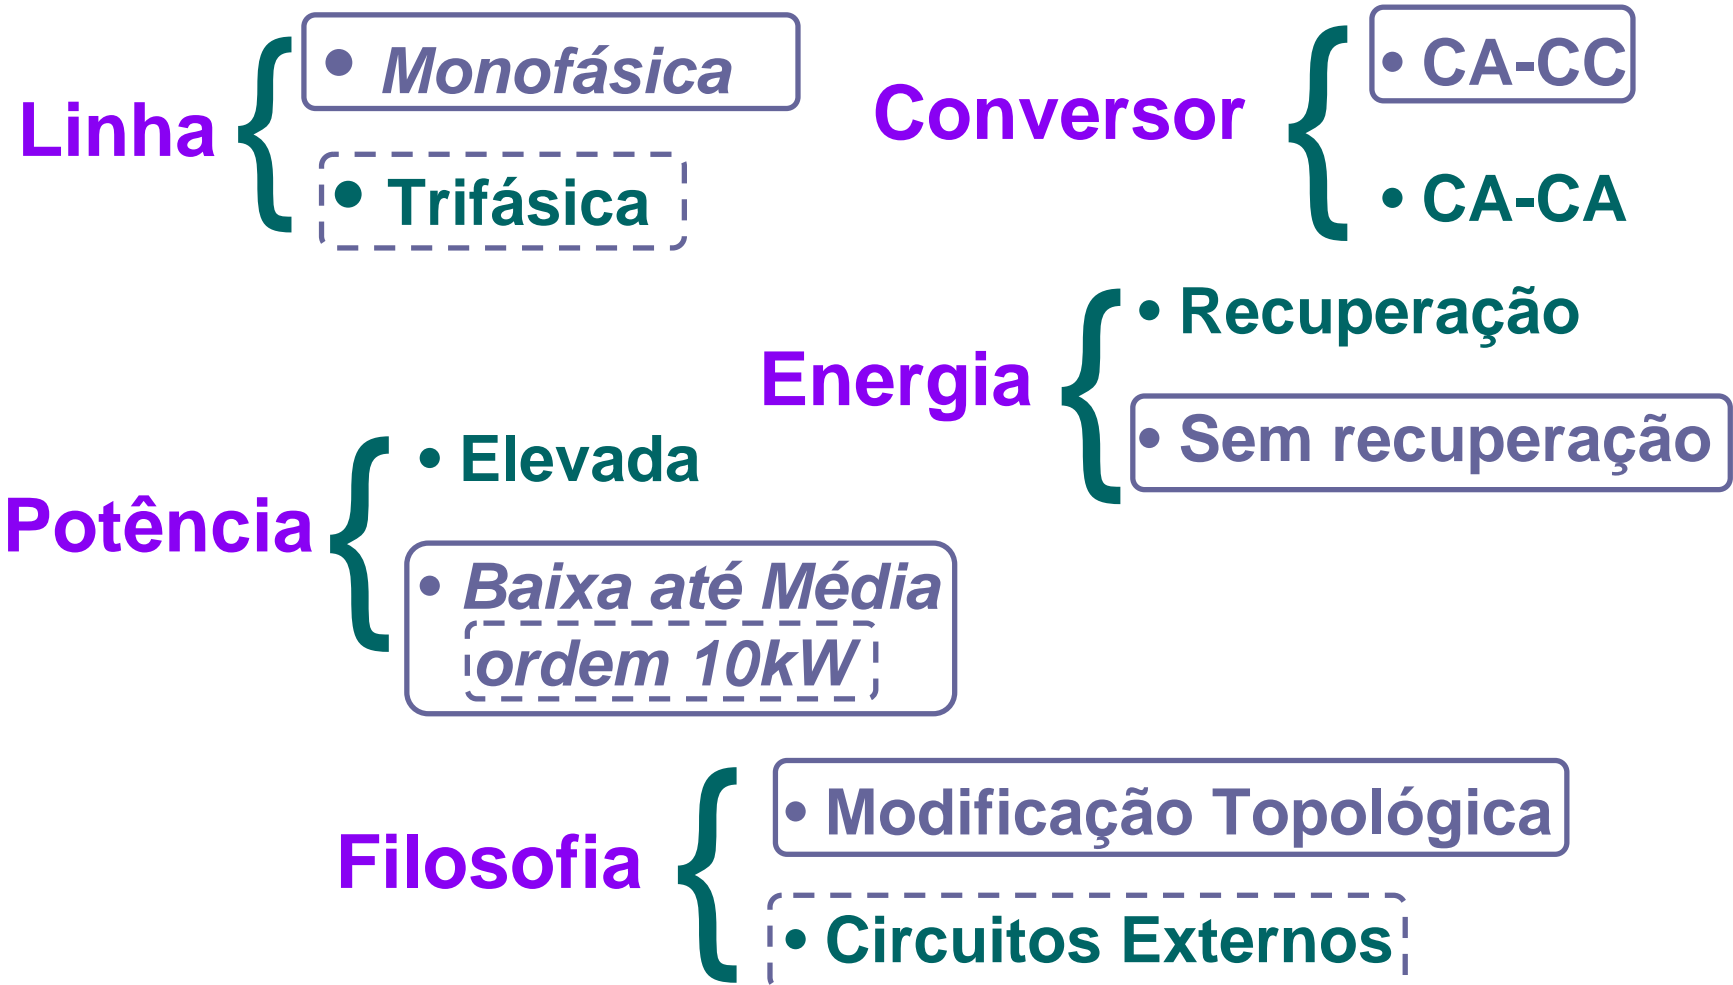 Linha
• Monofásica
• Trifásica
Conversor
• CA-CC
• CA-CA
Energia
• Recuperação
• Sem recuperação
Potência
• Elevada
• Baixa até Média
ordem 10kW
Filosofia
• Modificação Topológica
• Circuitos Externos